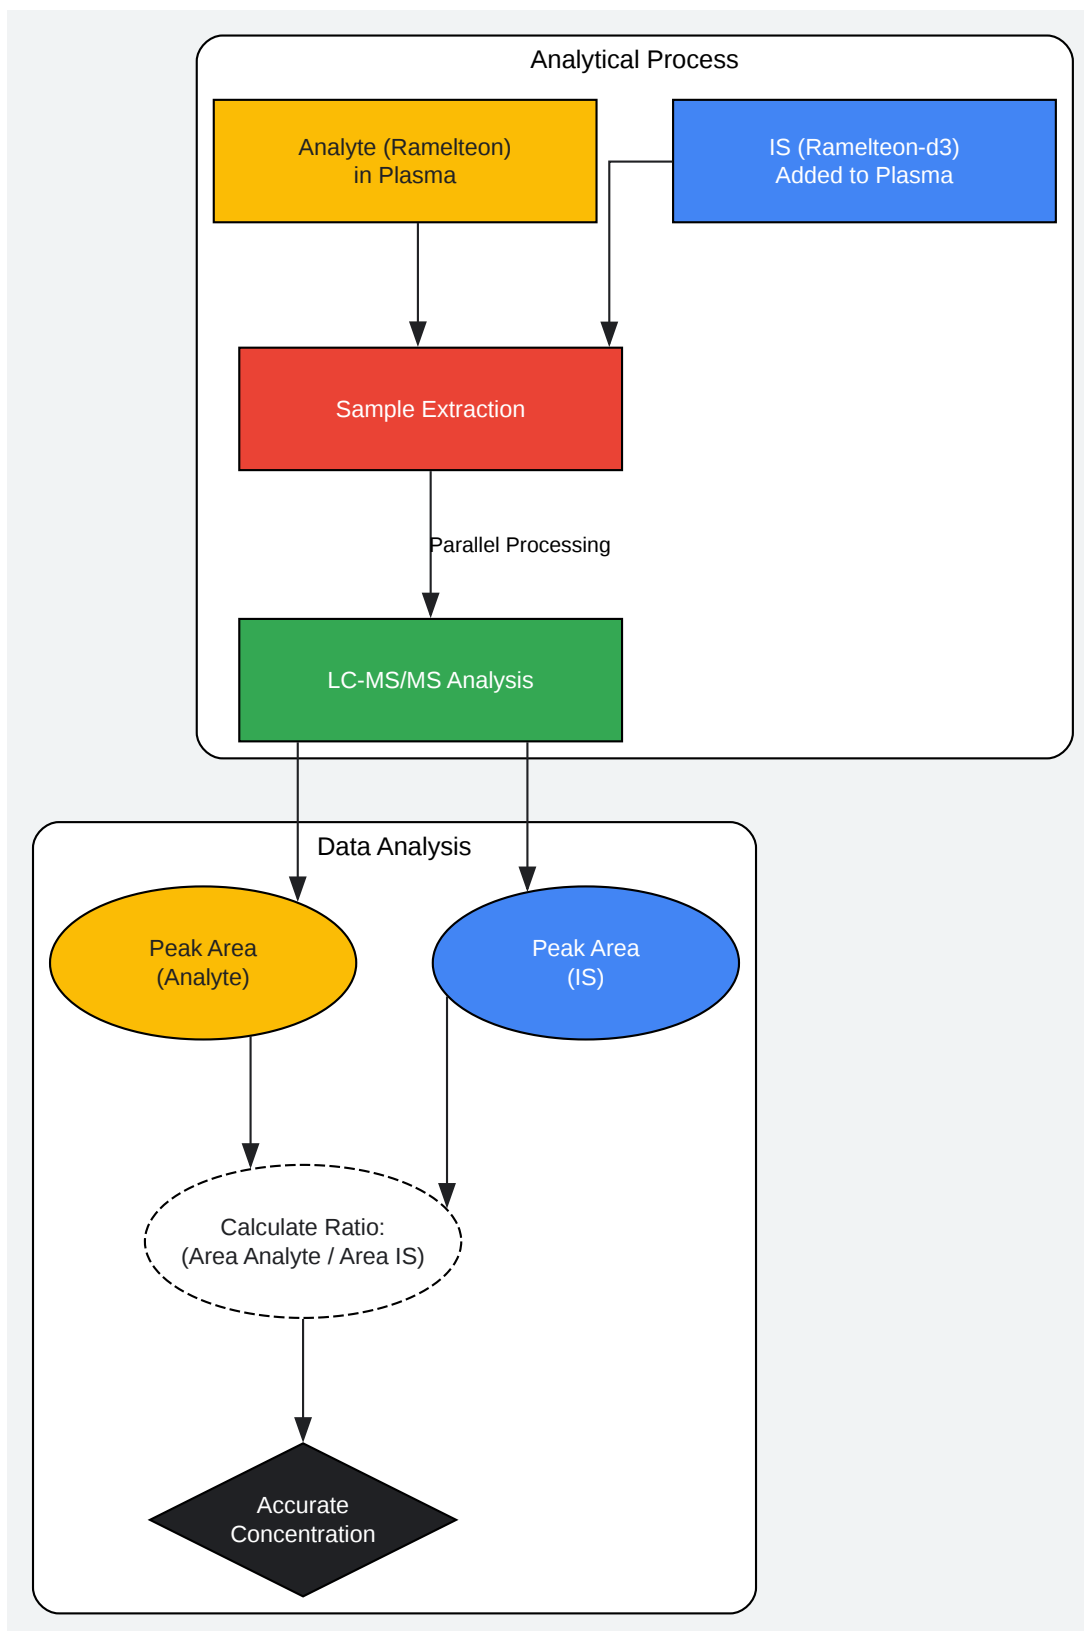 Analytical Process
Analyte (Ramelteon)
in Plasma
IS (Ramelteon-d3)
Added to Plasma
Sample Extraction
Parallel Processing
LC-MS/MS Analysis
Data Analysis
Peak Area
(Analyte)
Peak Area
(IS)
Calculate Ratio:
(Area Analyte / Area IS)
Accurate
Concentration